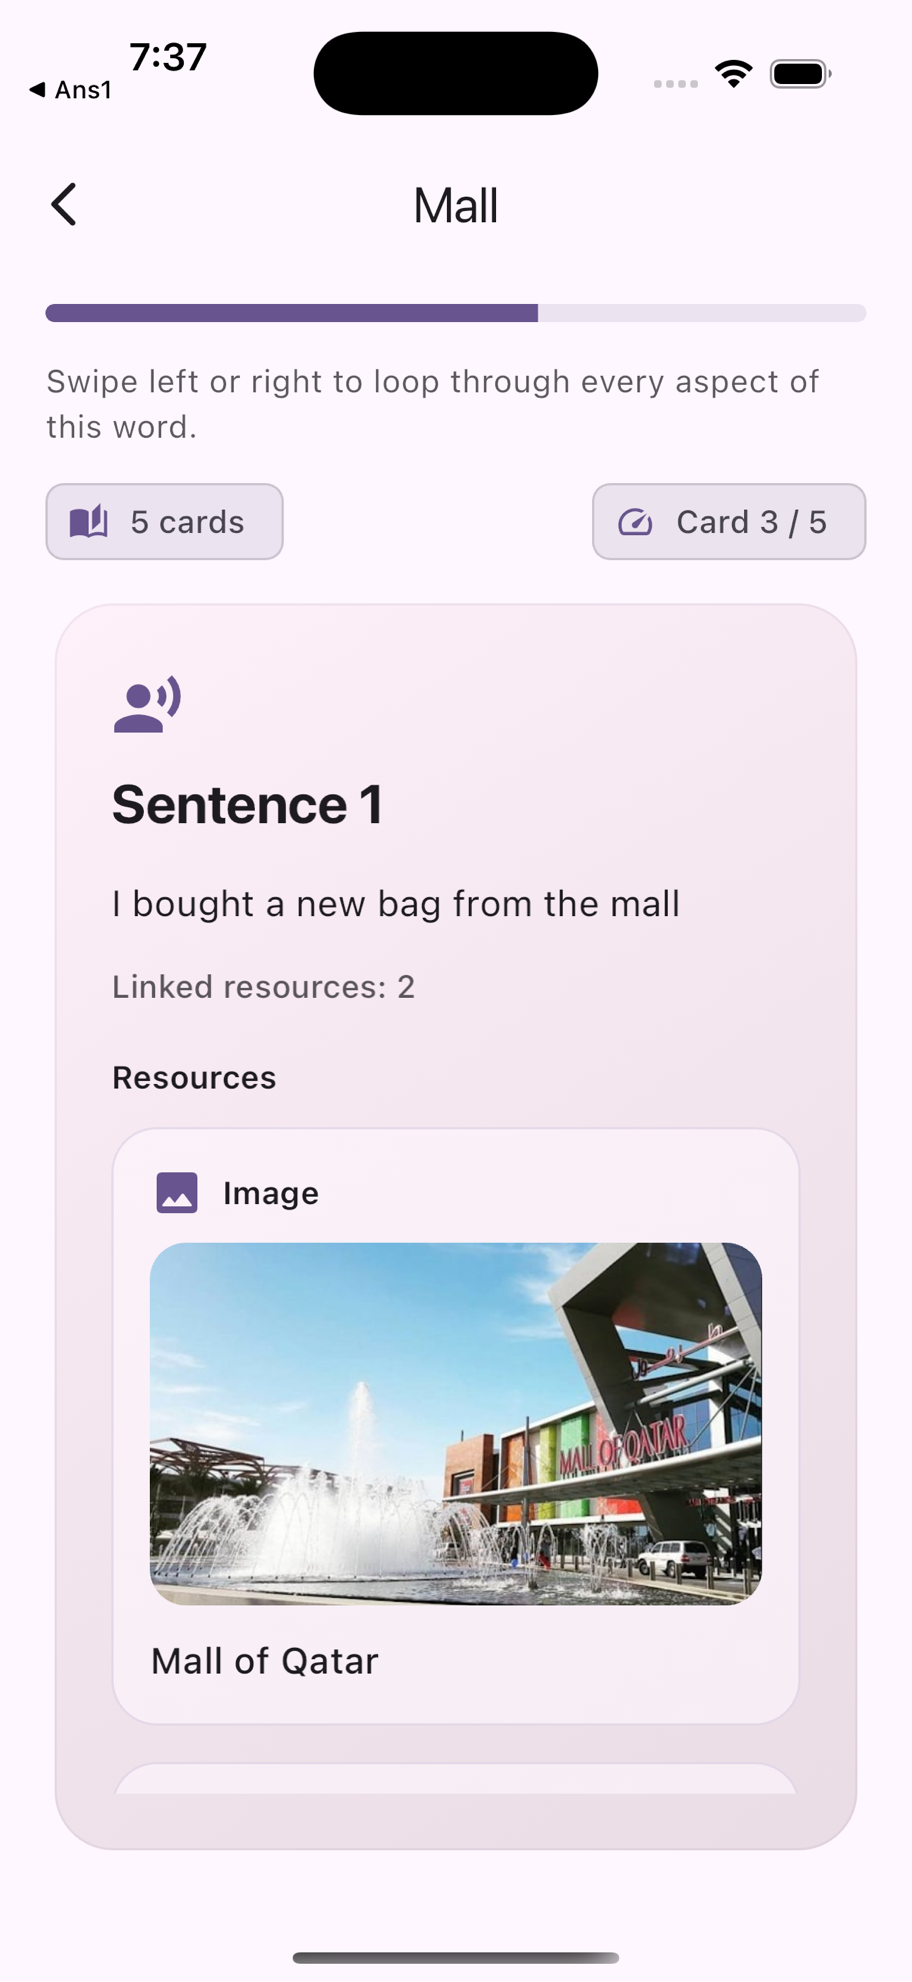 7:37
Ans1
Mall
Swipe left or right to loop through every aspect of
this word.
5 cards
Card 3 / 5
Sentence 1
I bought a new bag from the mall
Linked resources: 2
Resources
Image
MALL OF QATAR
Mall of Qatar